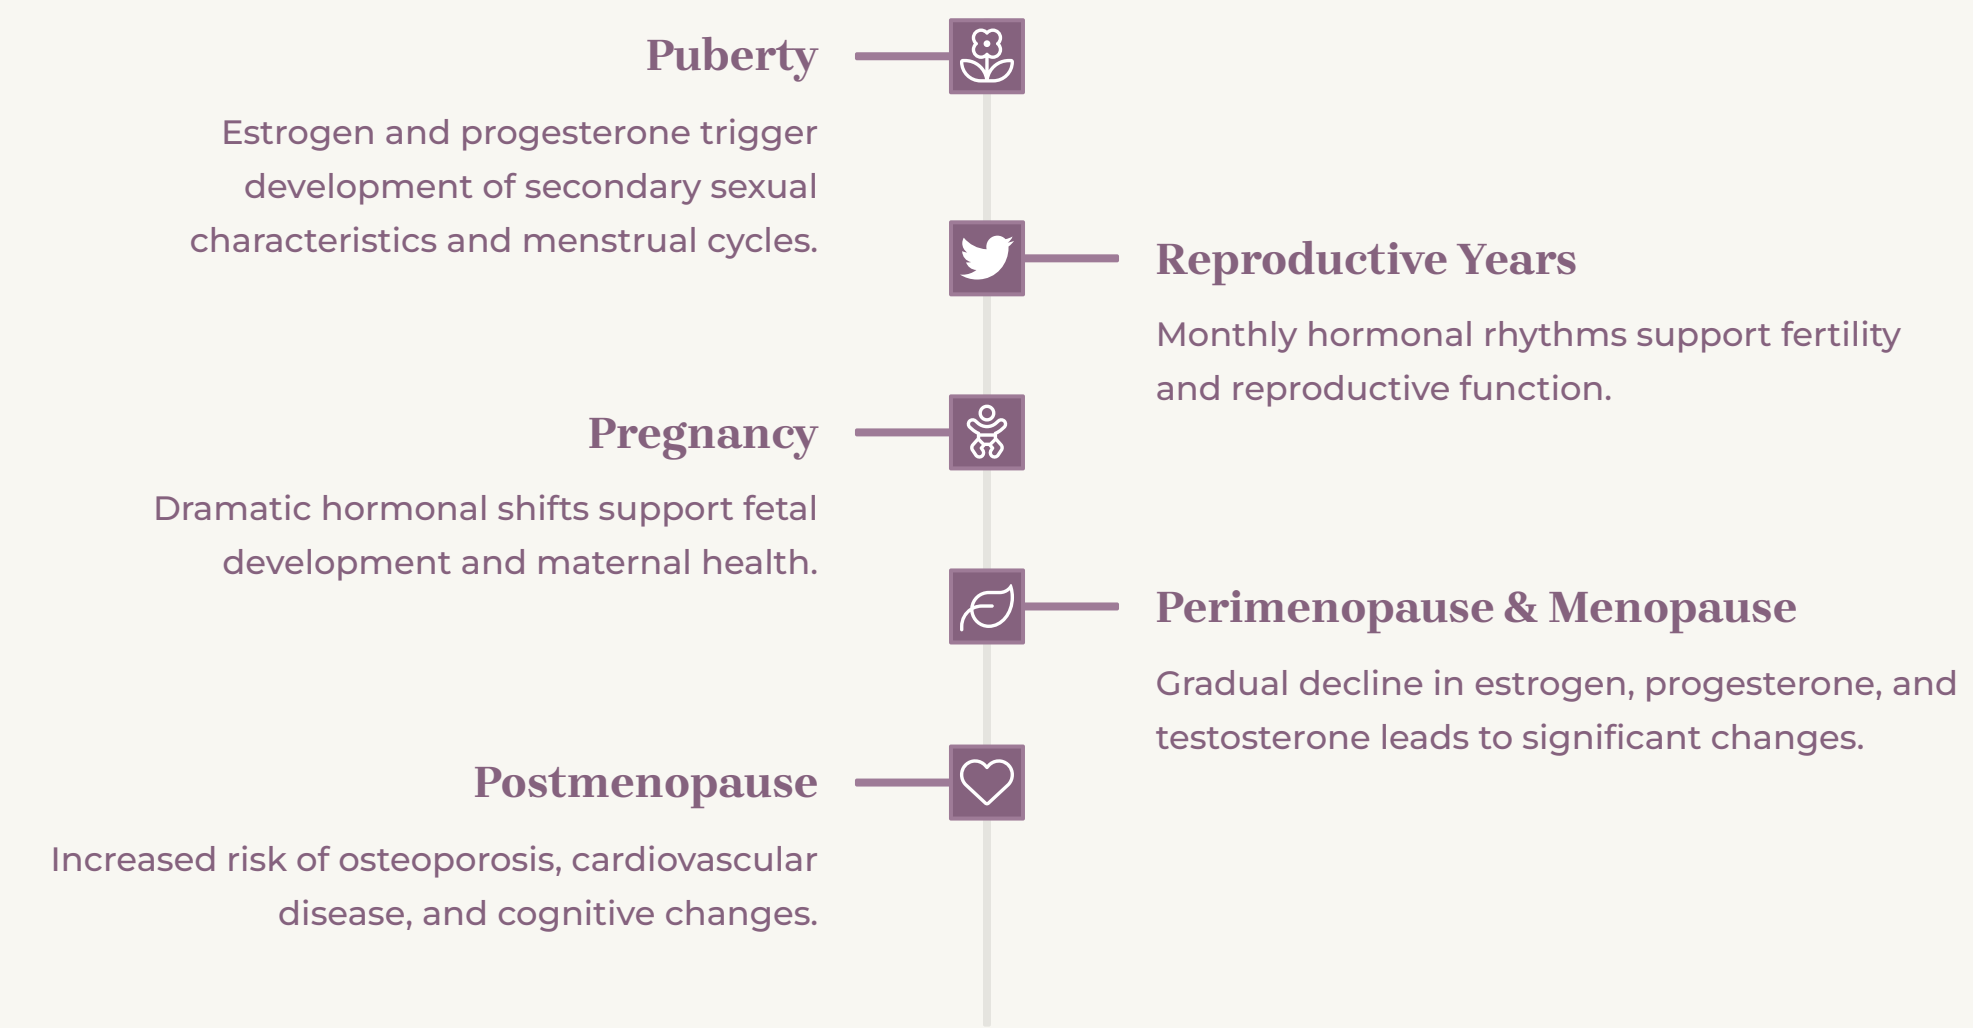 Puberty
Estrogen and progesterone trigger
development of secondary sexual
characteristics and menstrual cycles.
Reproductive Years
Monthly hormonal rhythms support fertility
and reproductive function.
Pregnancy
Dramatic hormonal shifts support fetal
development and maternal health.
Perimenopause & Menopause
Gradual decline in estrogen, progesterone, and
testosterone leads to significant changes.
Postmenopause
Increased risk of osteoporosis, cardiovascular
disease, and cognitive changes.